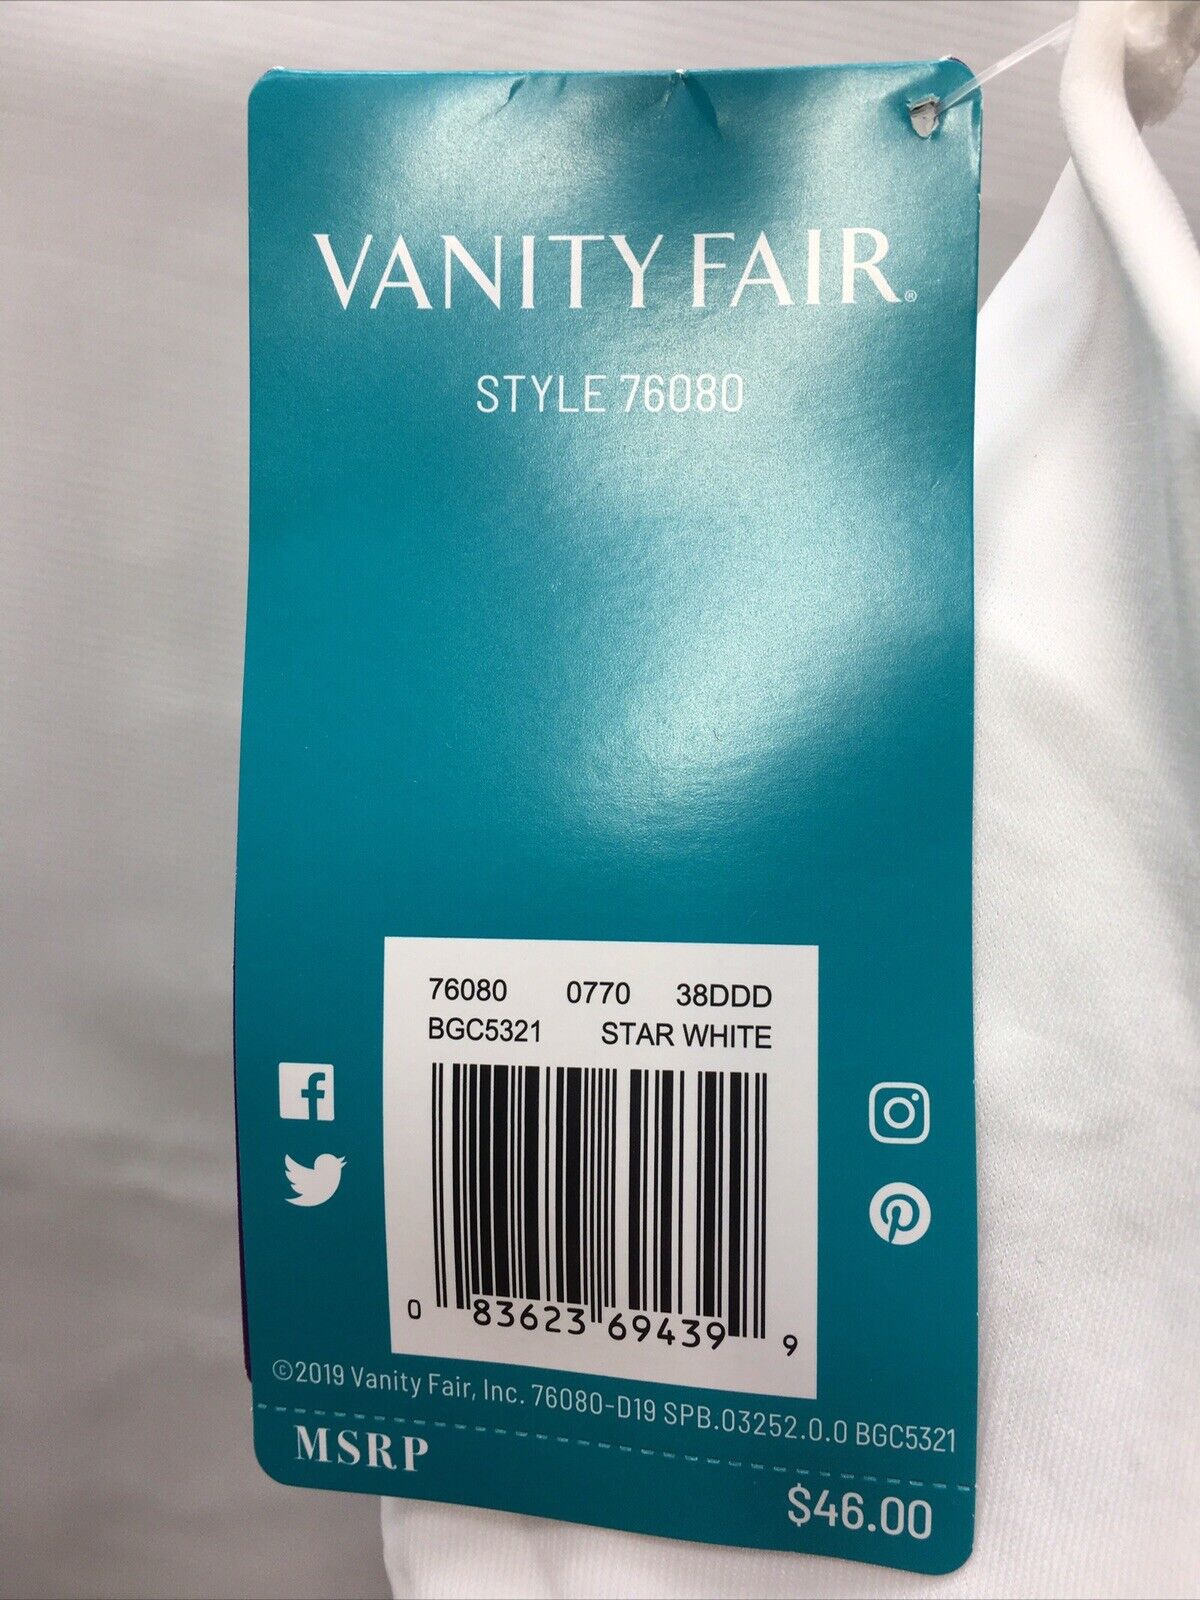 VANITY FAIR®
STYLE 76080
76080 0770 38DDD
BGC5321 STAR WHITE
0 83623 69439 9
©2019 Vanity Fair, Inc. 76080-D19 SPB.03252.0.0 BGC5321
MSRP
$46.00